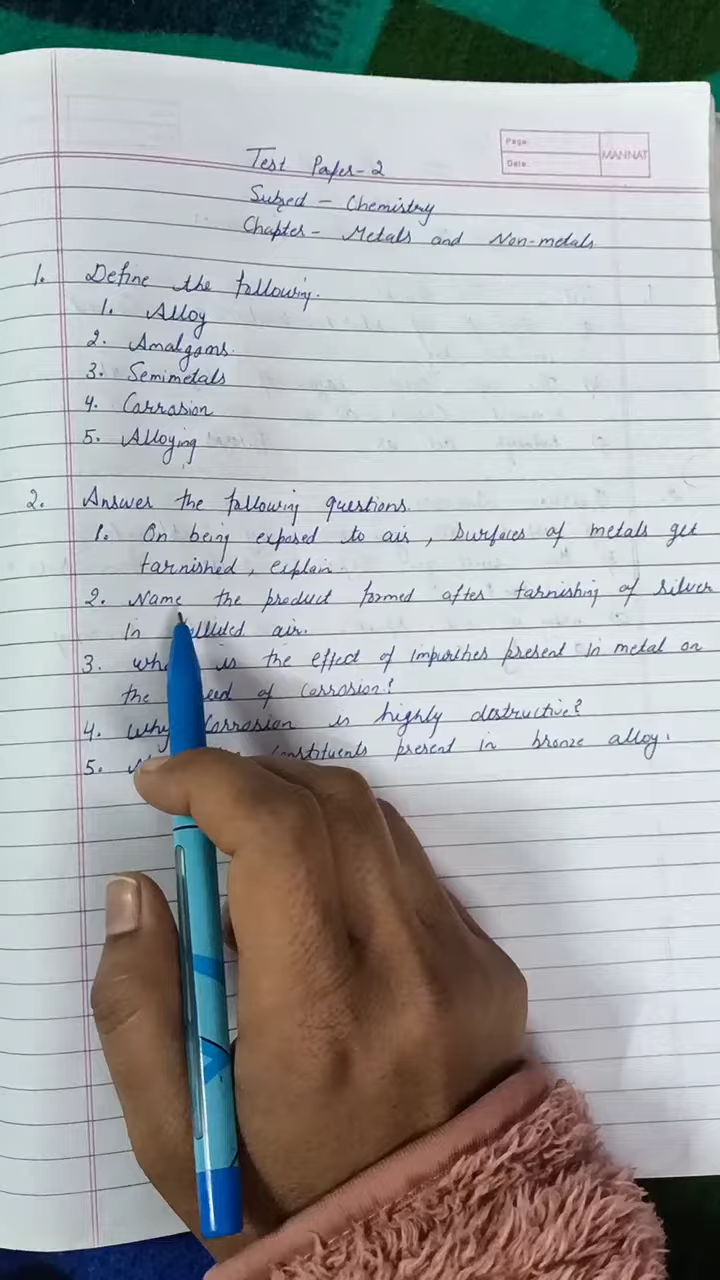 Page:
Date:
MANNAT
Test Paper-2
Subject - Chemistry
Chapter- Metals and Non-metals
1. Define the following.
1. Alloy
2. Amalgams.
3. Semimetals
4. Corrosion
5. Alloying
2. Answer the following questions.
1. On being exposed to air, surfaces of metals get
tarnished, explain
2. Name the product formed after tarnishing of silver
in air.
3. is the effect of impurities present in metal on
the of corrosion?
4. Why corrosion is highly destructive?
5. constituents present in bronze alloy.